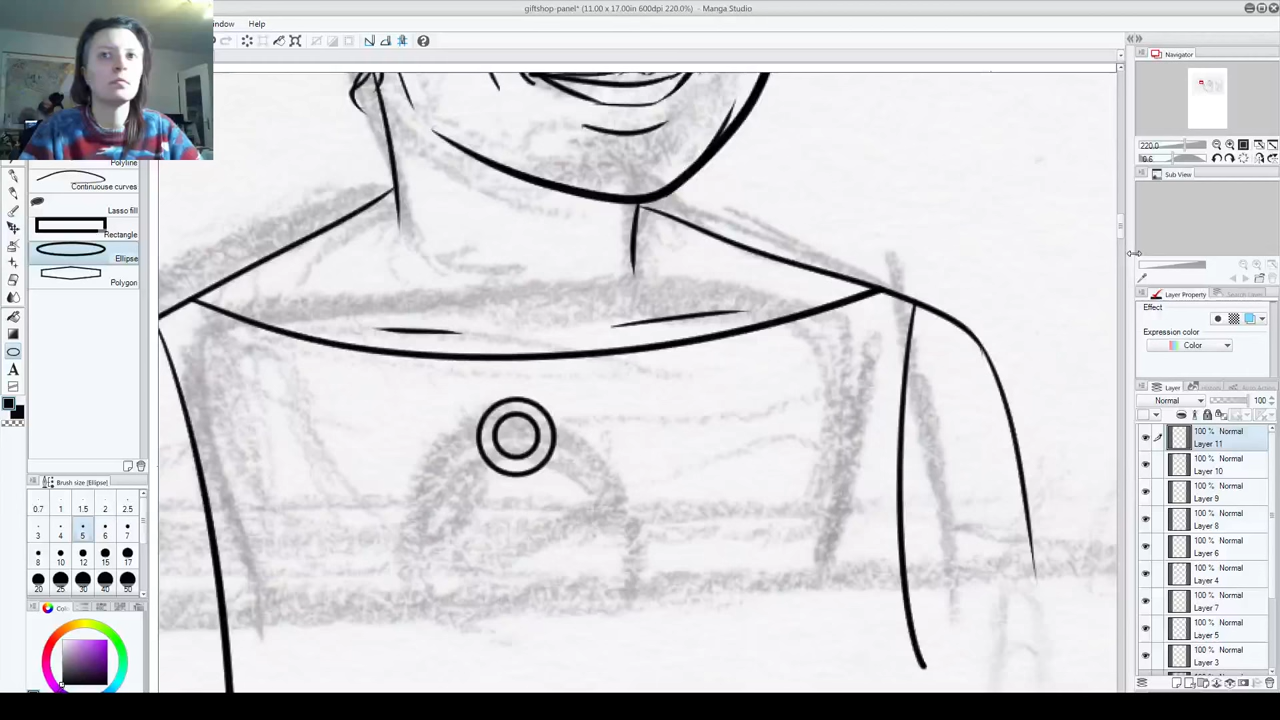 giftshop-panel* (11.00 x 17.00in 600dpi 220.0%) - Manga Studio
Window Help
Navigator
220.0
0.6
Sub View
Polyline
Continuous curves
Lasso fill
Rectangle
Ellipse
Polygon
Layer Property
Effect
Expression color
Color
Layer
Normal 100
100 % Normal
Layer 11
100 % Normal
Layer 10
100 % Normal
Layer 9
100 % Normal
Layer 8
100 % Normal
Layer 6
100 % Normal
Layer 4
100 % Normal
Layer 7
100 % Normal
Layer 5
100 % Normal
Layer 3
Brush size [Ellipse]
0.7 1 1.5 2 2.5
3 4 5 6 7
8 10 12 15 17
20 25 30 40 50
A